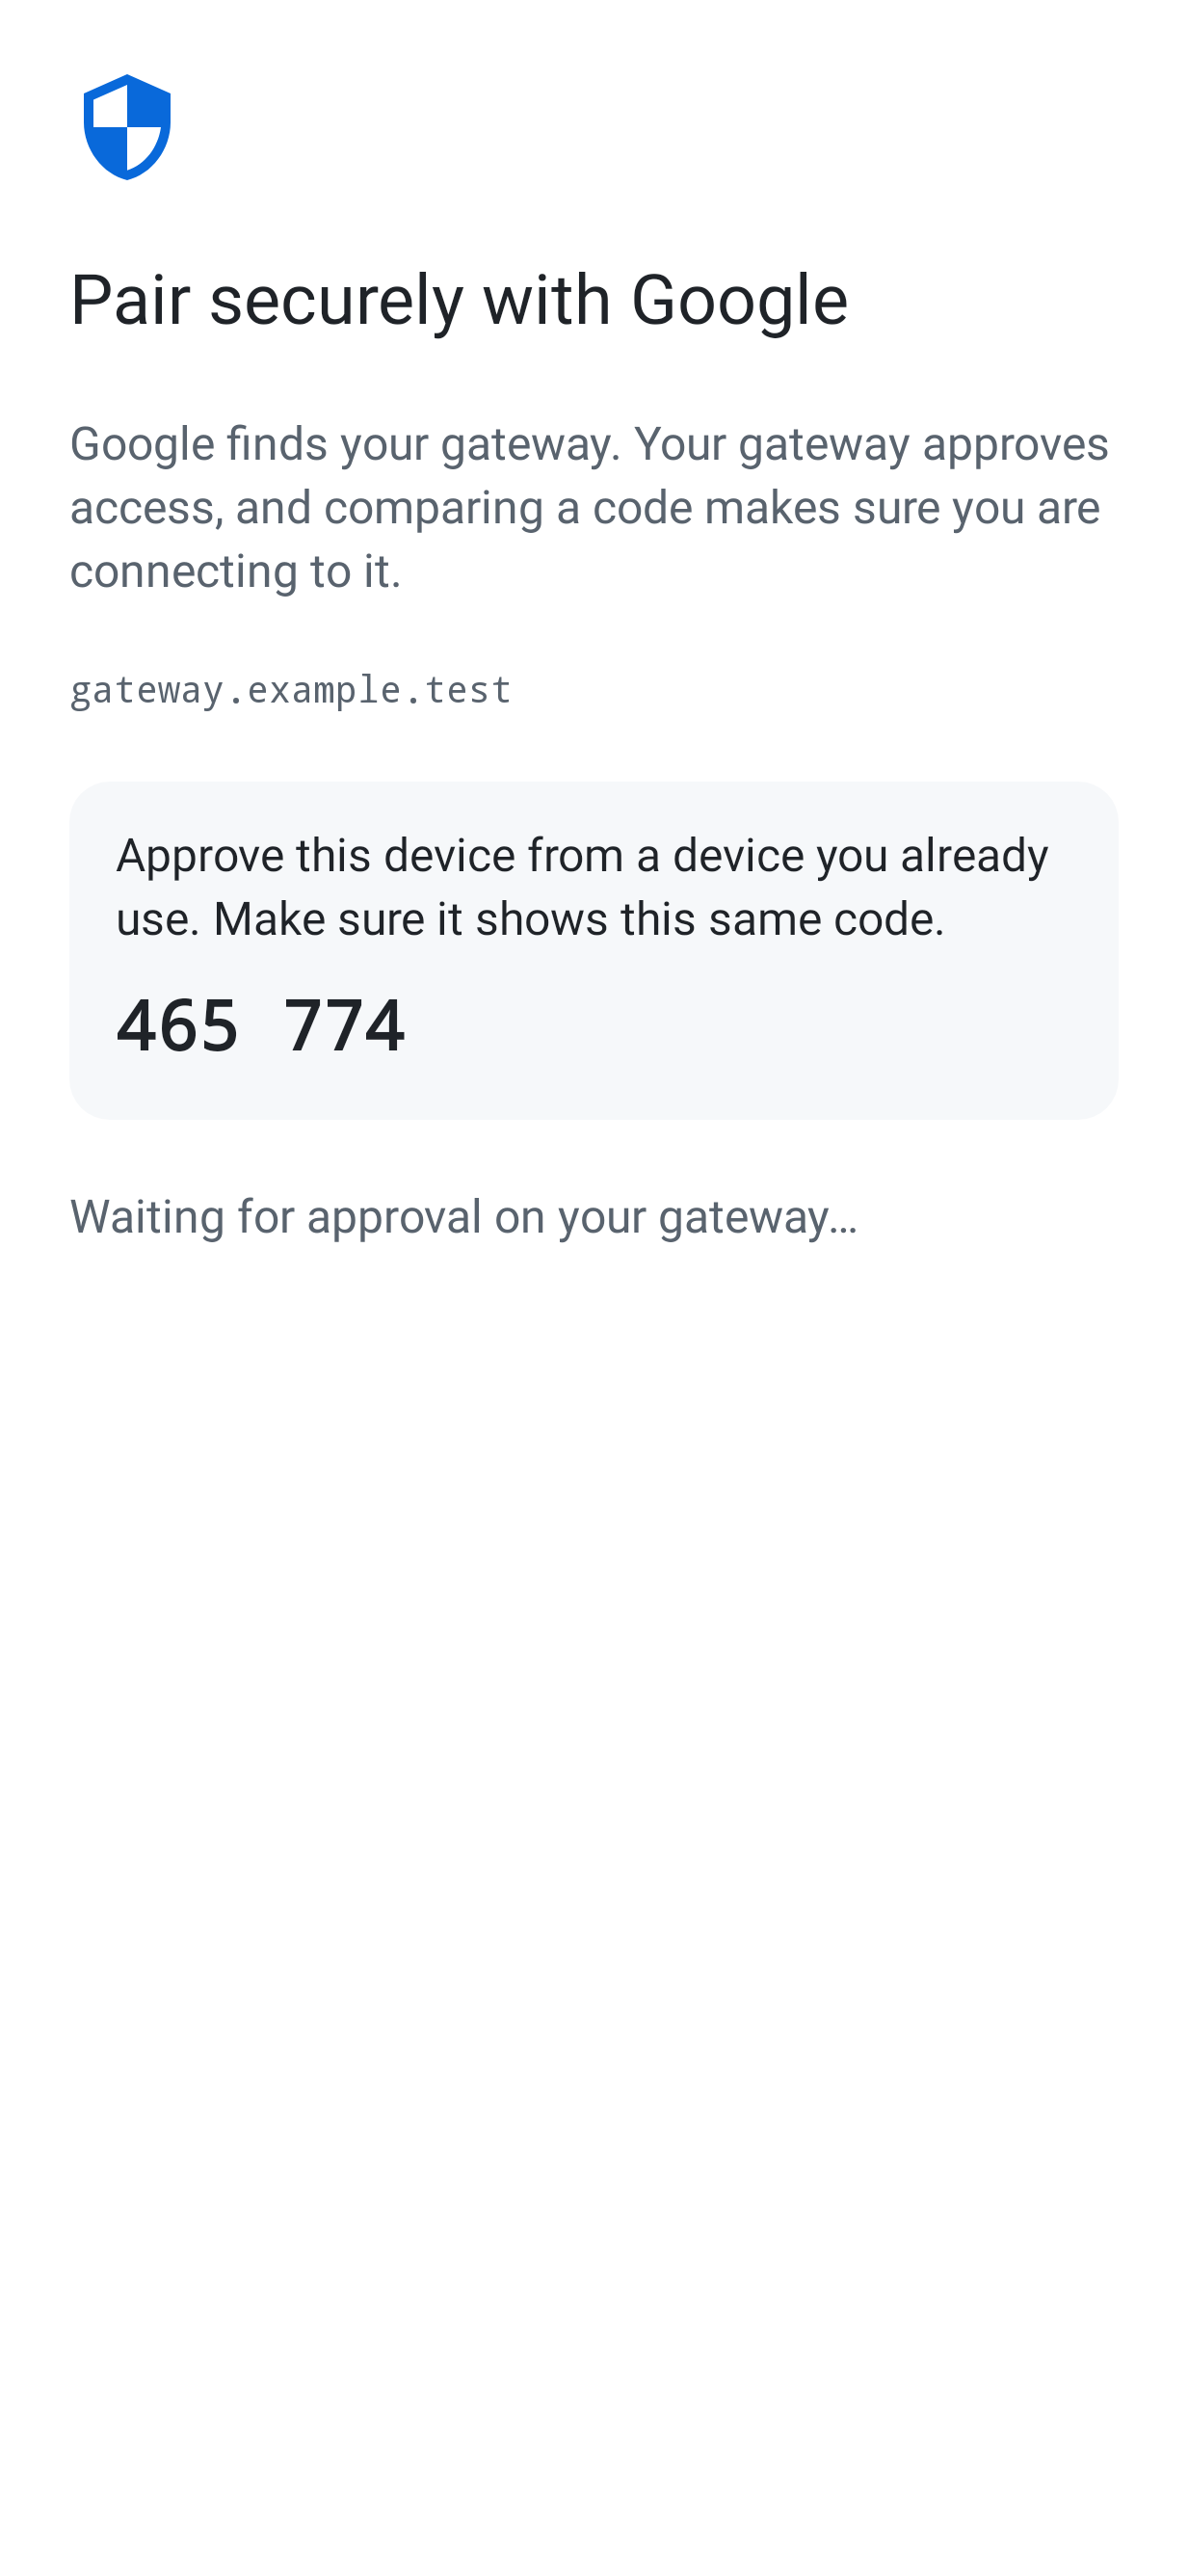 Pair securely with Google
Google finds your gateway. Your gateway approves
access, and comparing a code makes sure you are
connecting to it.
gateway.example.test
Approve this device from a device you already
use. Make sure it shows this same code.
465 774
Waiting for approval on your gateway…